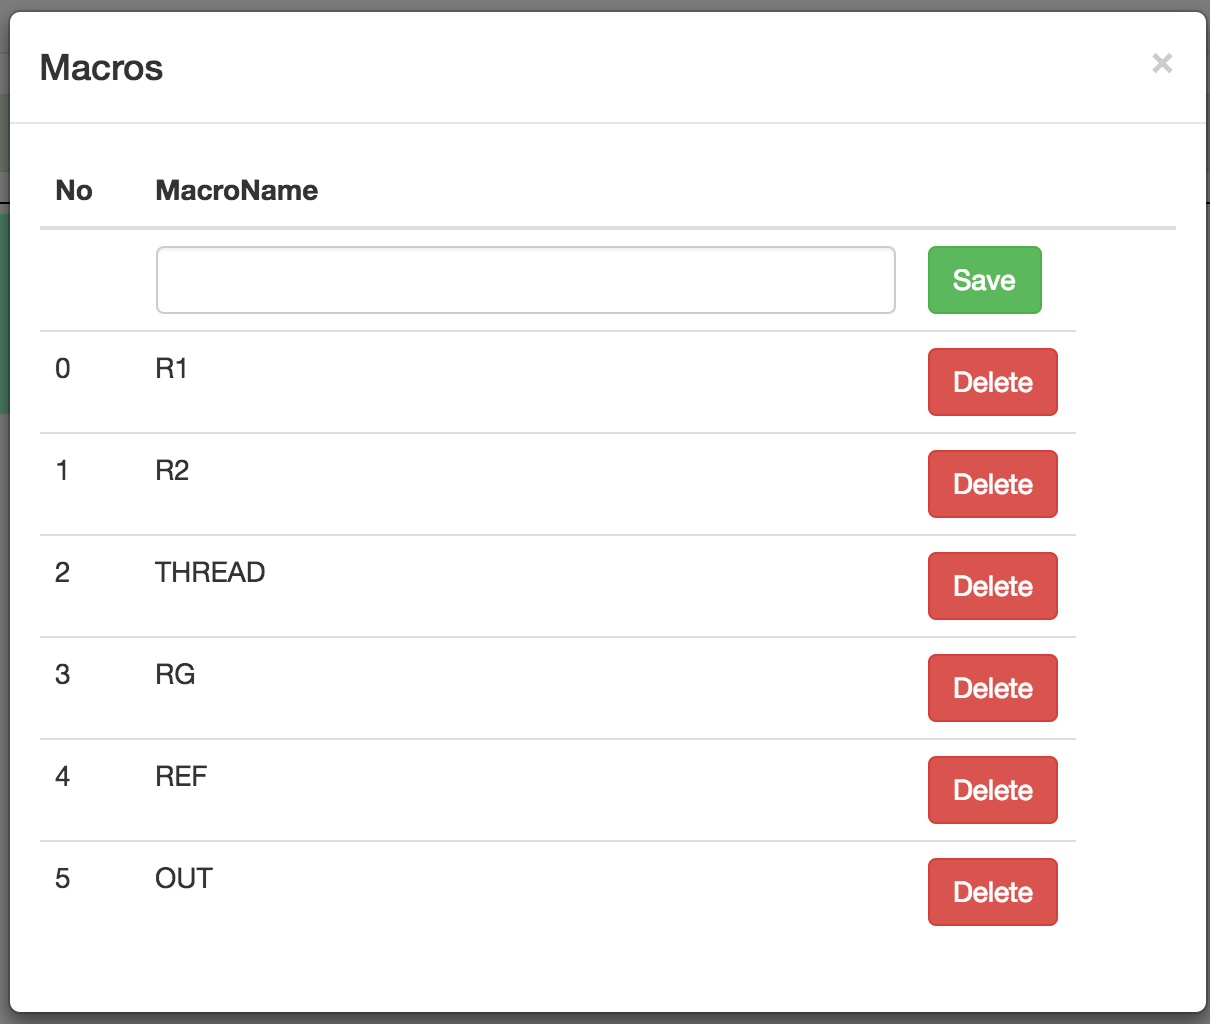 Macros ×
No MacroName
Save
0 R1 Delete
1 R2 Delete
2 THREAD Delete
3 RG Delete
4 REF Delete
5 OUT Delete